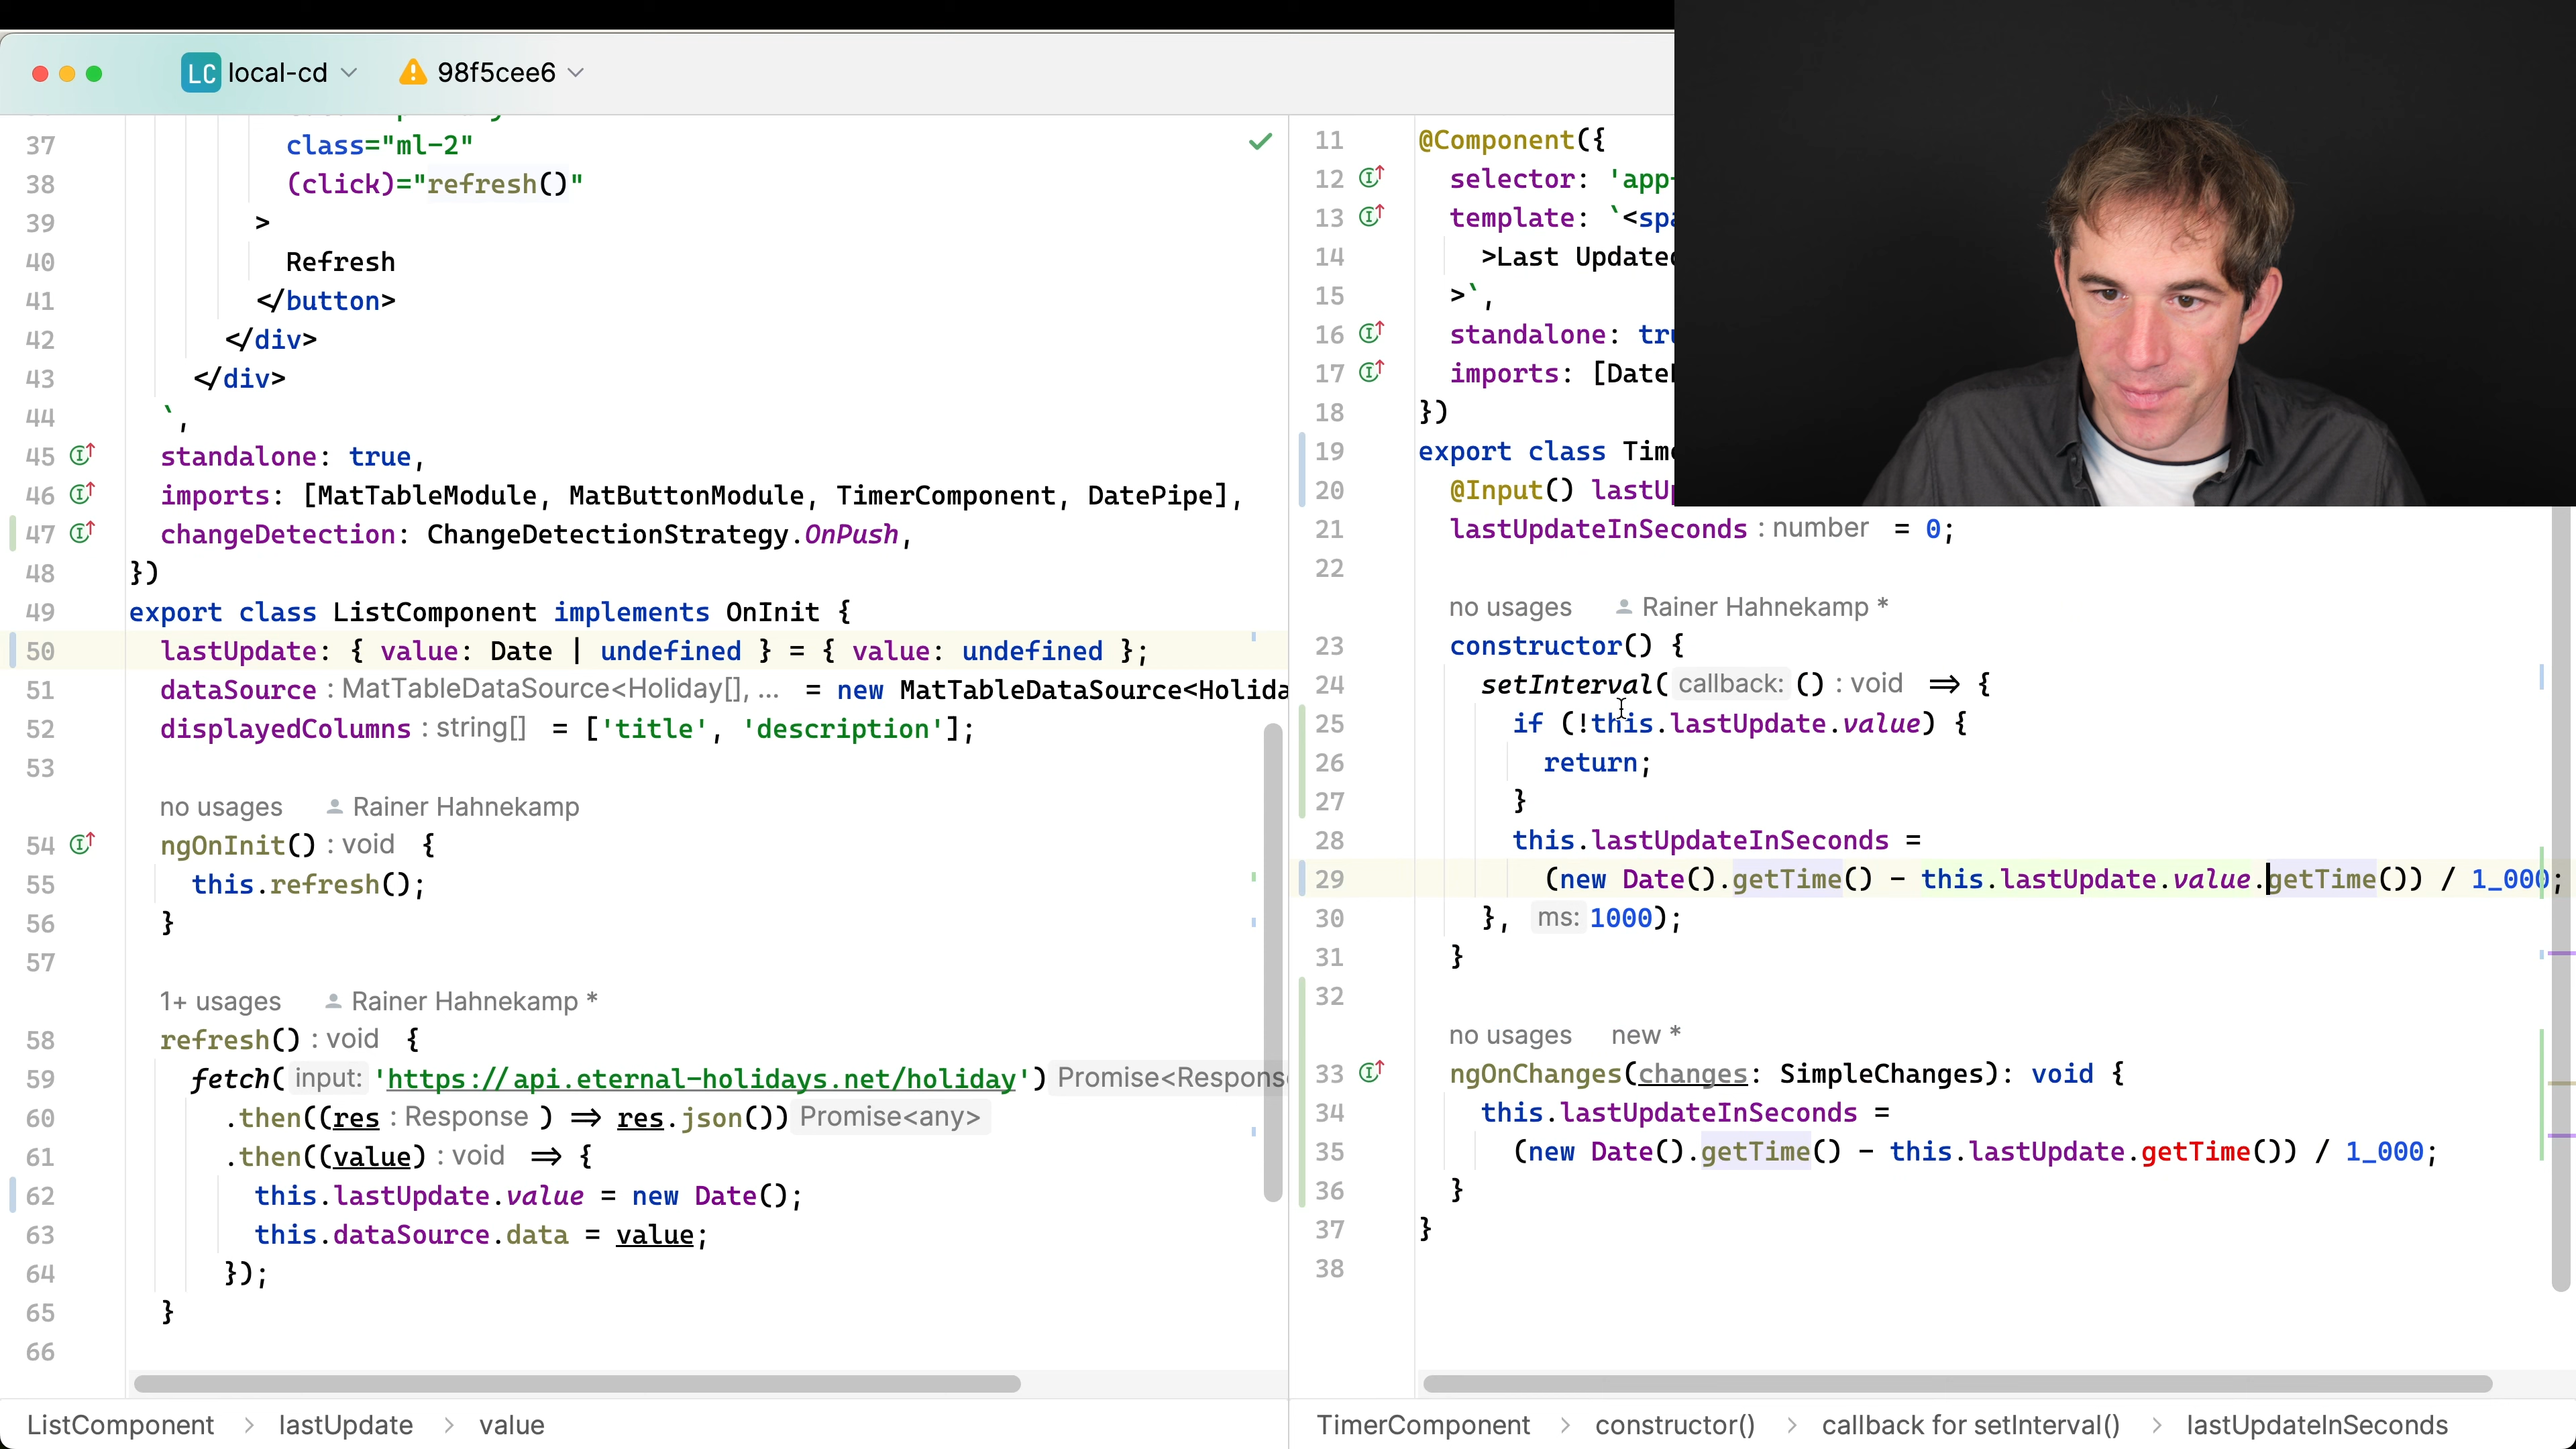 LC local-cd 98f5cee6
37 class="ml-2"
38 (click)="refresh()"
39 >
40 Refresh
41 </button>
42 </div>
43 </div>
44 `,
45 standalone: true,
46 imports: [MatTableModule, MatButtonModule, TimerComponent, DatePipe],
47 changeDetection: ChangeDetectionStrategy.OnPush,
48 })
49 export class ListComponent implements OnInit {
50 lastUpdate: { value: Date | undefined } = { value: undefined };
51 dataSource : MatTableDataSource<Holiday[], ... = new MatTableDataSource<Holida
52 displayedColumns : string[] = ['title', 'description'];
53
no usages Rainer Hahnekamp
54 ngOnInit() : void {
55 this.refresh();
56 }
57
1+ usages Rainer Hahnekamp *
58 refresh() : void {
59 fetch( input: 'https://api.eternal-holidays.net/holiday') Promise<Respons
60 .then((res : Response ) => res.json()) Promise<any>
61 .then((value) : void => {
62 this.lastUpdate.value = new Date();
63 this.dataSource.data = value;
64 });
65 }
66
ListComponent > lastUpdate > value
11 @Component({
12 selector: 'app-
13 template: `<spa
14 >Last Updated
15 >`,
16 standalone: tru
17 imports: [DateP
18 })
19 export class Time
20 @Input() lastUp
21 lastUpdateInSeconds : number = 0;
22
no usages Rainer Hahnekamp *
23 constructor() {
24 setInterval( callback: () : void => {
25 if (!this.lastUpdate.value) {
26 return;
27 }
28 this.lastUpdateInSeconds =
29 (new Date().getTime() - this.lastUpdate.value.getTime()) / 1_000;
30 }, ms: 1000);
31 }
32
no usages new *
33 ngOnChanges(changes: SimpleChanges): void {
34 this.lastUpdateInSeconds =
35 (new Date().getTime() - this.lastUpdate.getTime()) / 1_000;
36 }
37 }
38
TimerComponent > constructor() > callback for setInterval() > lastUpdateInSeconds